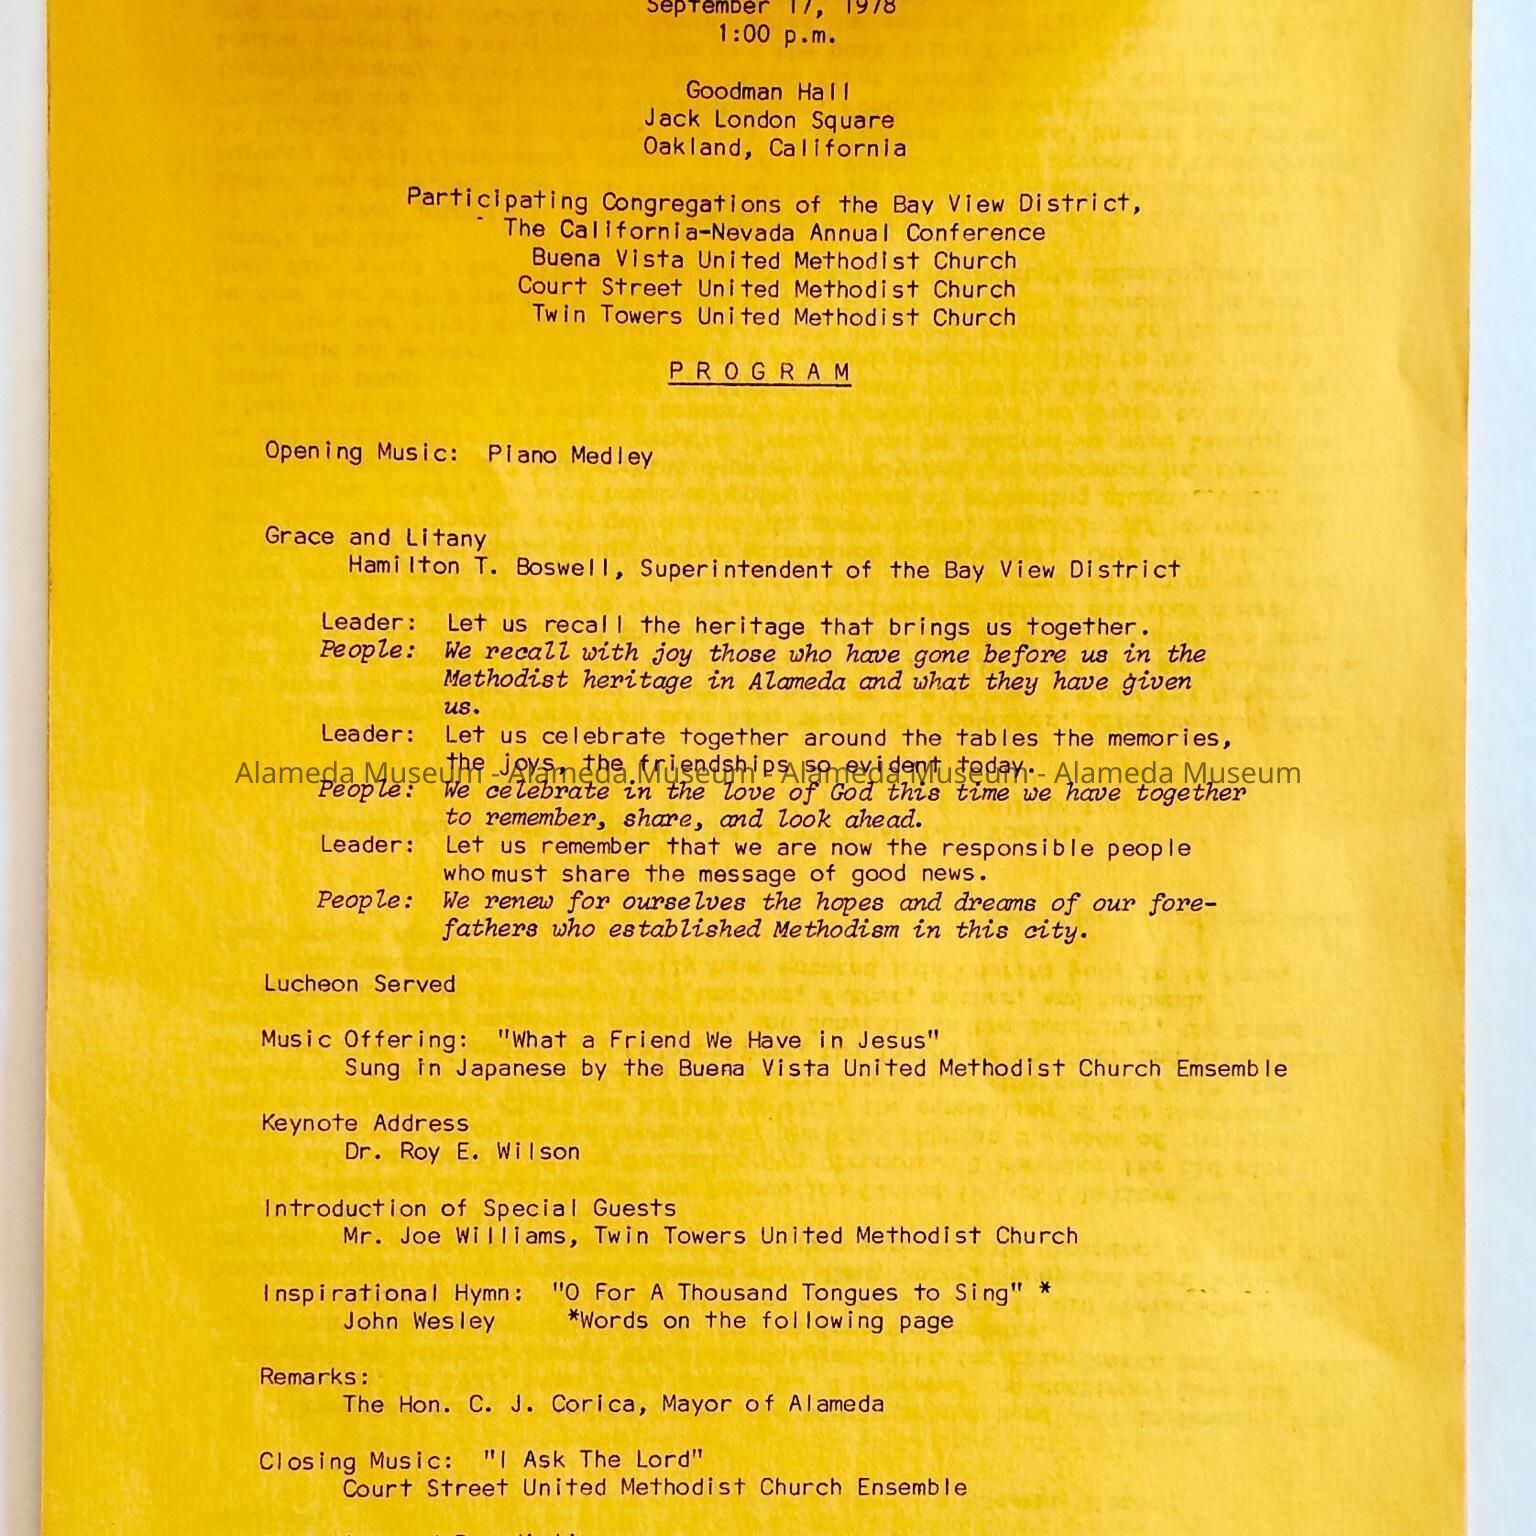 September 17, 1978
1:00 p.m.
Goodman Hall
Jack London Square
Oakland, California
Participating Congregations of the Bay View District,
The California-Nevada Annual Conference
Buena Vista United Methodist Church
Court Street United Methodist Church
Twin Towers United Methodist Church
P R O G R A M
Opening Music: Piano Medley
Grace and Litany
Hamilton T. Boswell, Superintendent of the Bay View District
Leader: Let us recall the heritage that brings us together.
People: We recall with joy those who have gone before us in the
Methodist heritage in Alameda and what they have given
us.
Leader: Let us celebrate together around the tables the memories,
the joys, the friendships so evident today.
Alameda Museum - Alameda Museum - Alameda Museum - Alameda Museum
People: We celebrate in the love of God this time we have together
to remember, share, and look ahead.
Leader: Let us remember that we are now the responsible people
who must share the message of good news.
People: We renew for ourselves the hopes and dreams of our fore-
fathers who established Methodism in this city.
Lucheon Served
Music Offering: "What a Friend We Have in Jesus"
Sung in Japanese by the Buena Vista United Methodist Church Emsemble
Keynote Address
Dr. Roy E. Wilson
Introduction of Special Guests
Mr. Joe Williams, Twin Towers United Methodist Church
Inspirational Hymn: "O For A Thousand Tongues to Sing" *
John Wesley *Words on the following page
Remarks:
The Hon. C. J. Corica, Mayor of Alameda
Closing Music: "I Ask The Lord"
Court Street United Methodist Church Ensemble